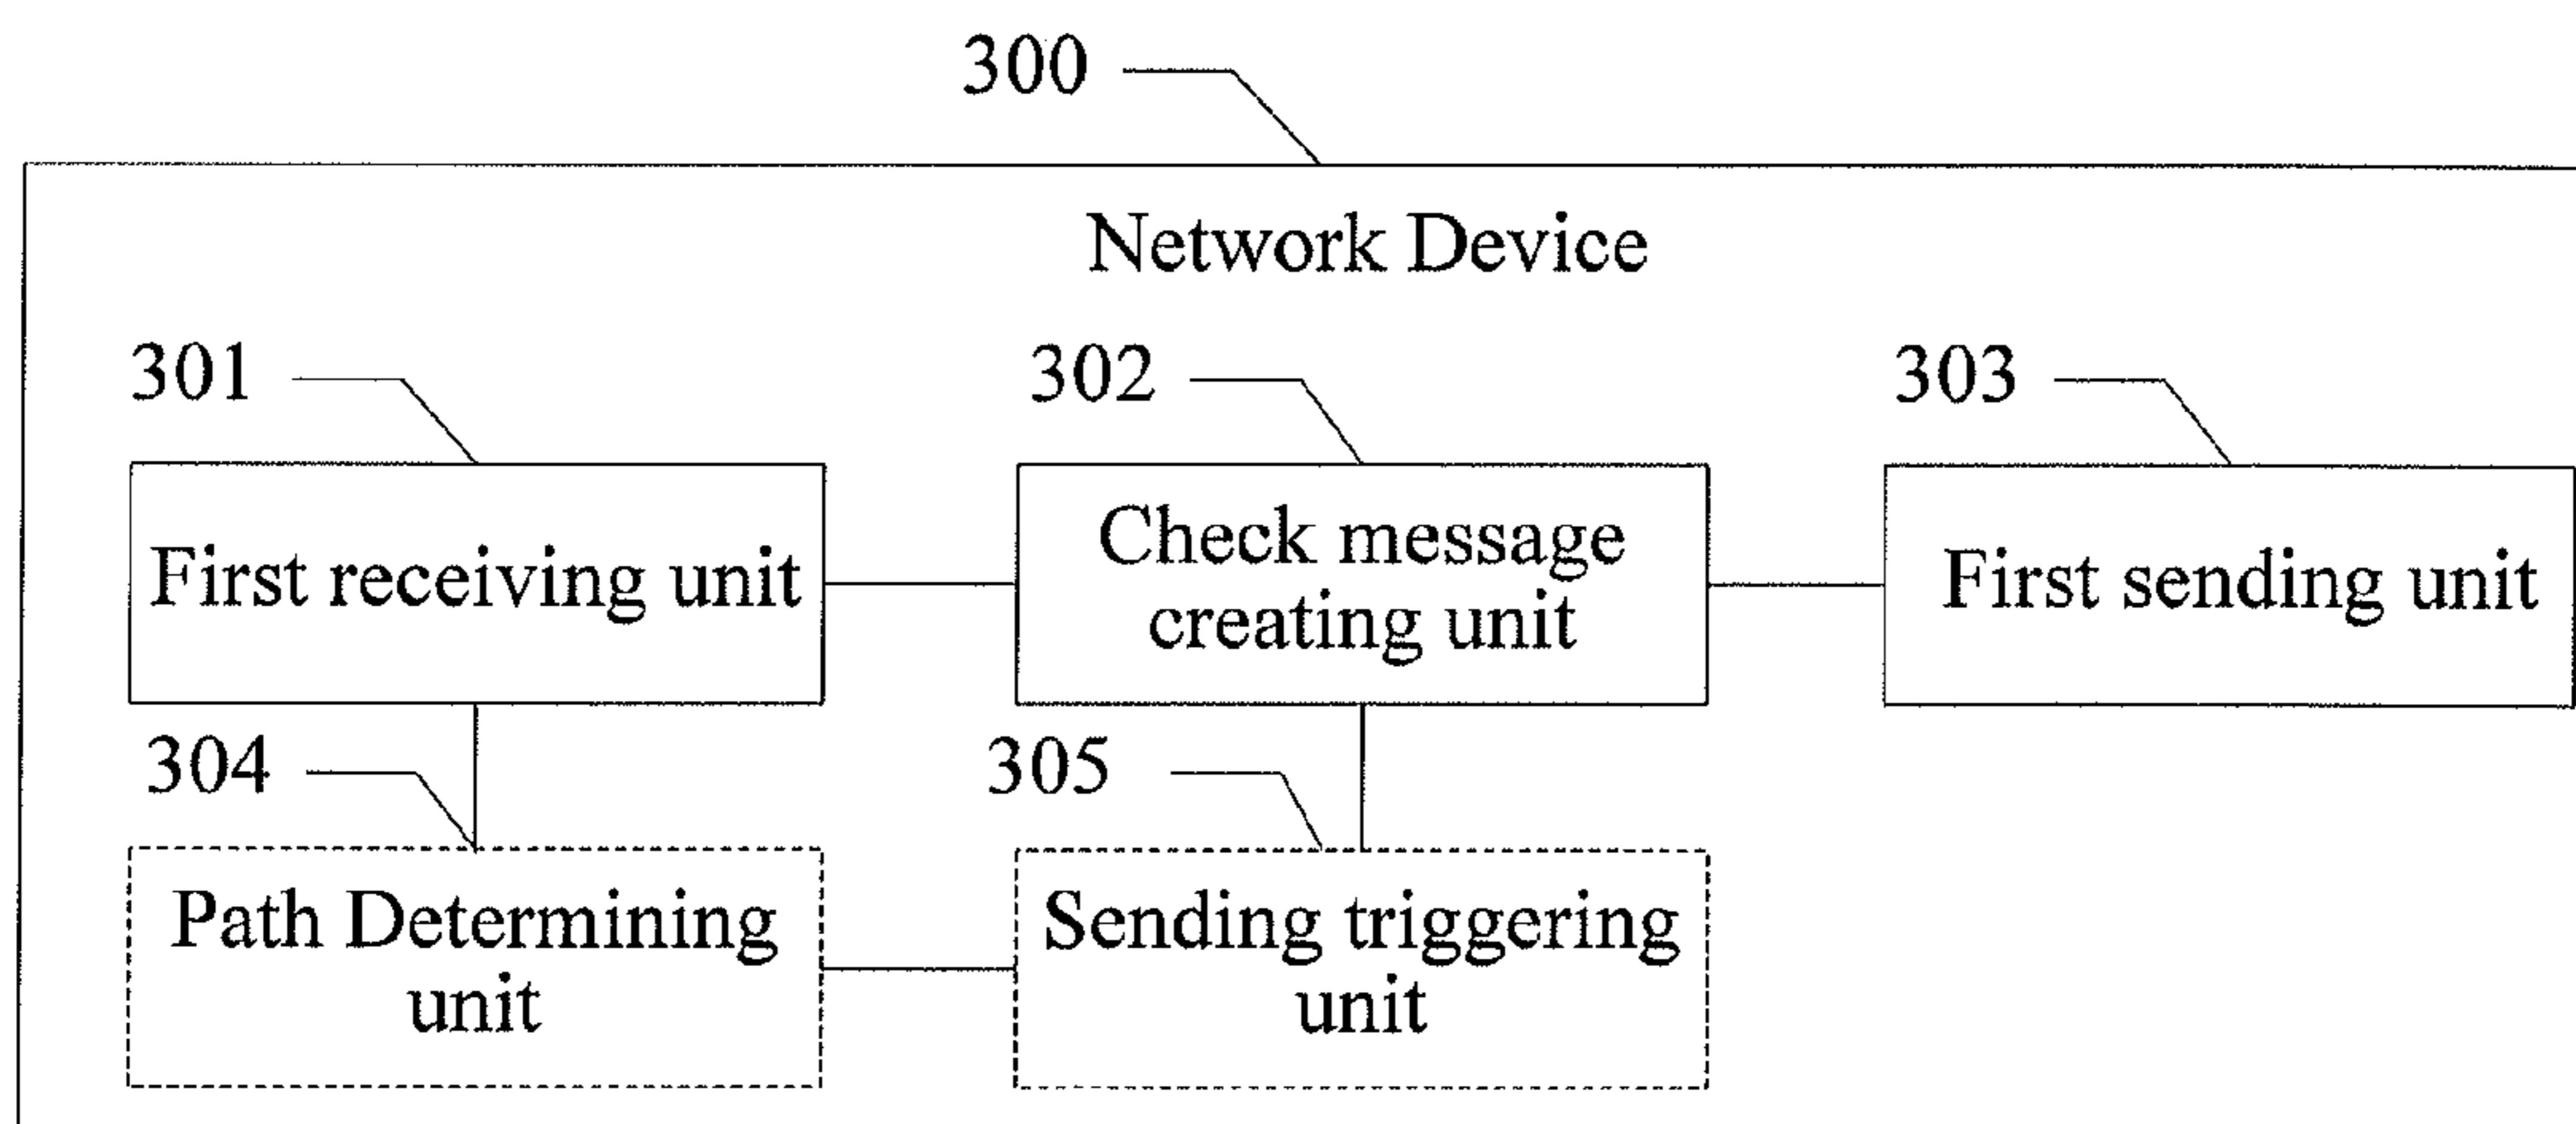 300
Network Device
301
302
303
First receiving unit
Check message
creating unit
First sending unit
304
305
Path Determining
unit
Sending triggering
unit